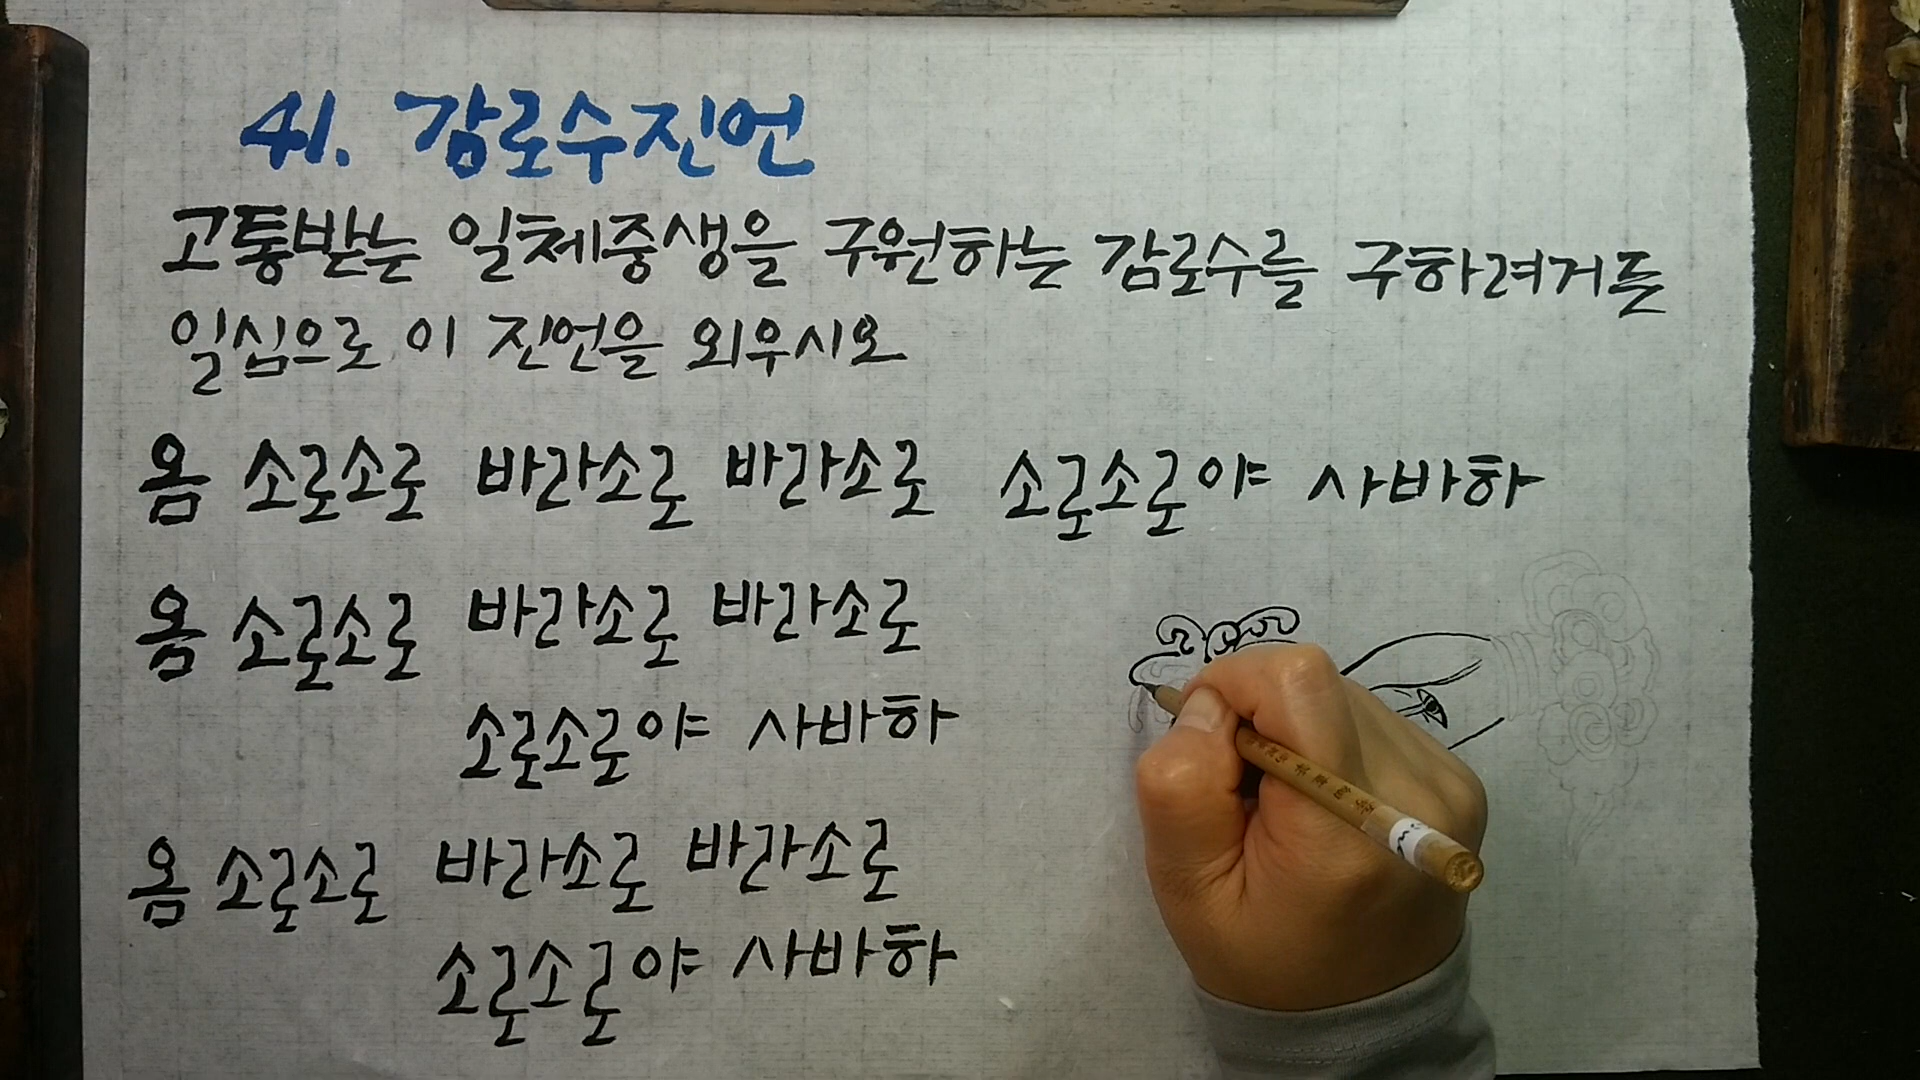 41. 감로수진언
고통받는 일체중생을 구원하는 감로수를 구하려거든
일심으로 이 진언을 외우시오
옴 소로소로 바라소로 바라소로 소로소로야 사바하
옴 소로소로 바라소로 바라소로
소로소로야 사바하
옴 소로소로 바라소로 바라소로
소로소로야 사바하